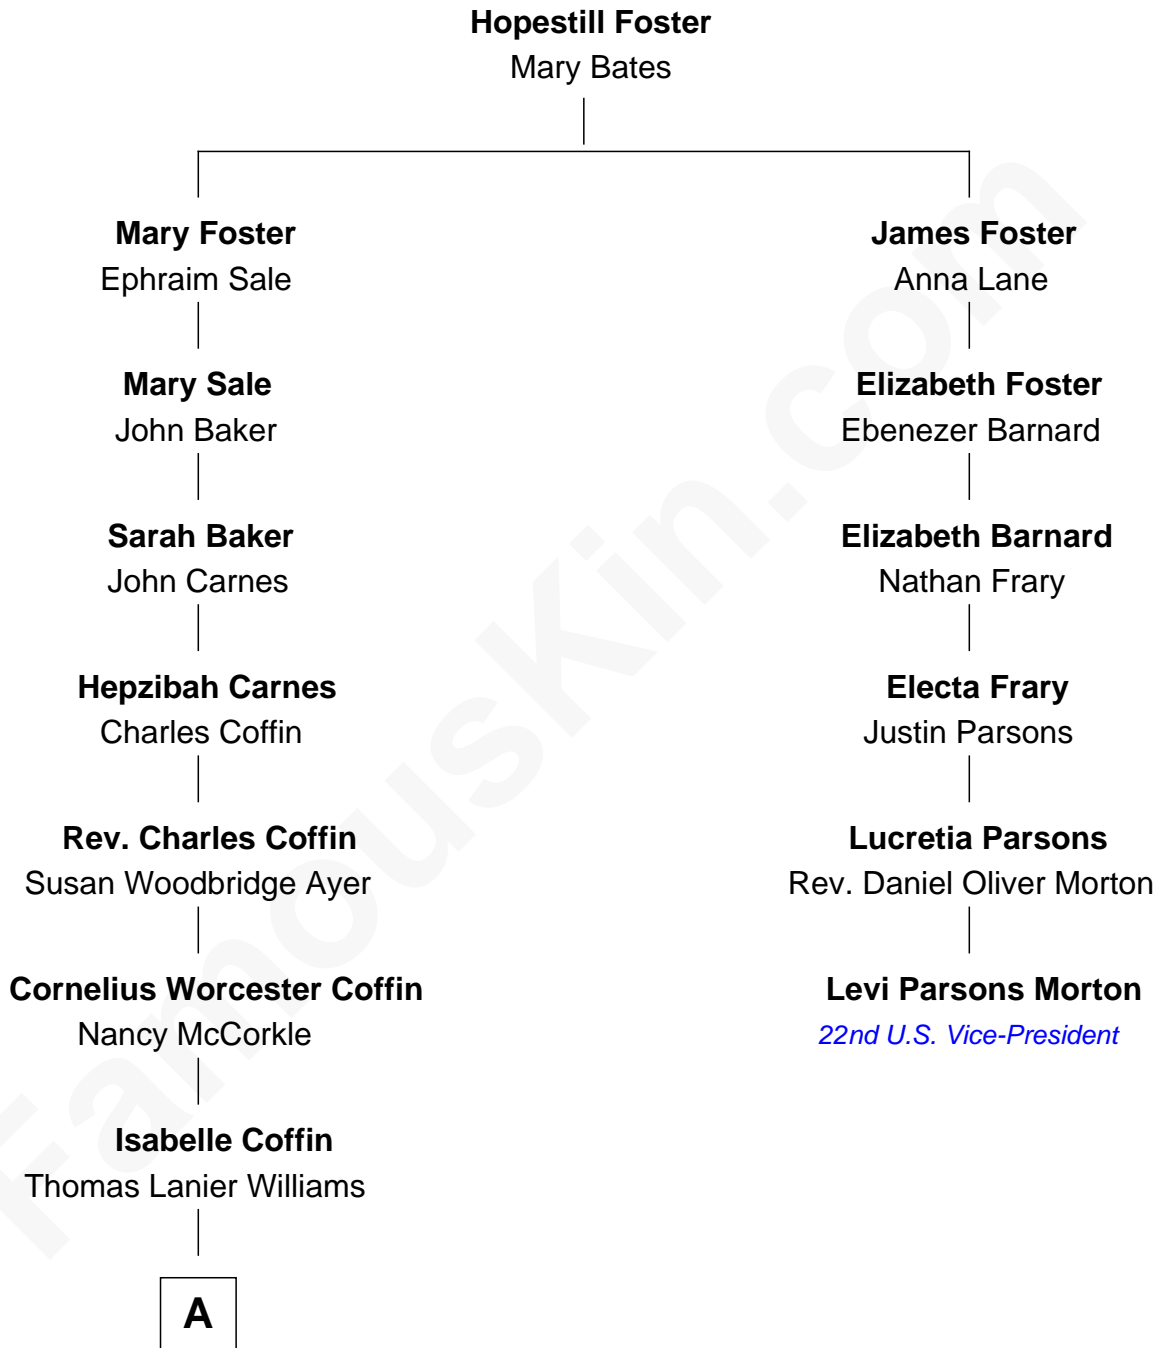 Hopestill Foster
Mary Bates
Mary Foster
Ephraim Sale
James Foster
Anna Lane
Mary Sale
John Baker
Elizabeth Foster
Ebenezer Barnard
Sarah Baker
John Carnes
Elizabeth Barnard
Nathan Frary
Hepzibah Carnes
Charles Coffin
Electa Frary
Justin Parsons
Rev. Charles Coffin
Susan Woodbridge Ayer
Lucretia Parsons
Rev. Daniel Oliver Morton
Cornelius Worcester Coffin
Nancy McCorkle
Levi Parsons Morton
22nd U.S. Vice-President
Isabelle Coffin
Thomas Lanier Williams
A
FamousKin.com